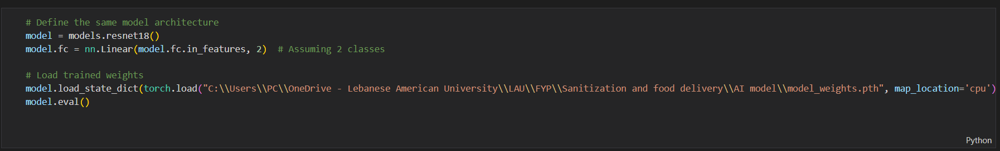 # Define the same model architecture
model = models.resnet18()
model.fc = nn.Linear(model.fc.in_features, 2)  # Assuming 2 classes
# Load trained weights
model.load_state_dict(torch.load("C:\\Users\\PC\\OneDrive - Lebanese American University\\LAU\\FYP\\Sanitization and food delivery\\AI model\\model_weights.pth", map_location='cpu')
model.eval()
Python